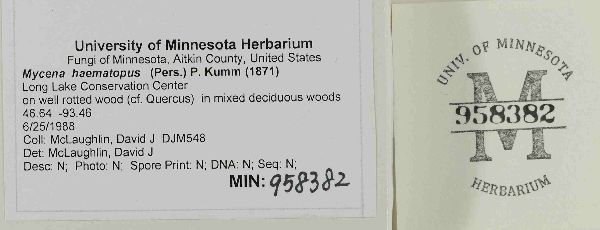 University of Minnesota Herbarium
Fungi of Minnesota, Aitkin County, United States
Mycena haematopus (Pers.) P. Kumm (1871)
Long Lake Conservation Center
on well rotted wood (cf. Quercus) in mixed deciduous woods
46.64 -93.46
6/25/1988
Coll: McLaughlin, David J DJM548
Det: McLaughlin, David J
Desc: N; Photo: N; Spore Print: N; DNA: N; Seq: N;
MIN: 958382
UNIV. OF MINNESOTA
M
958382
HERBARIUM